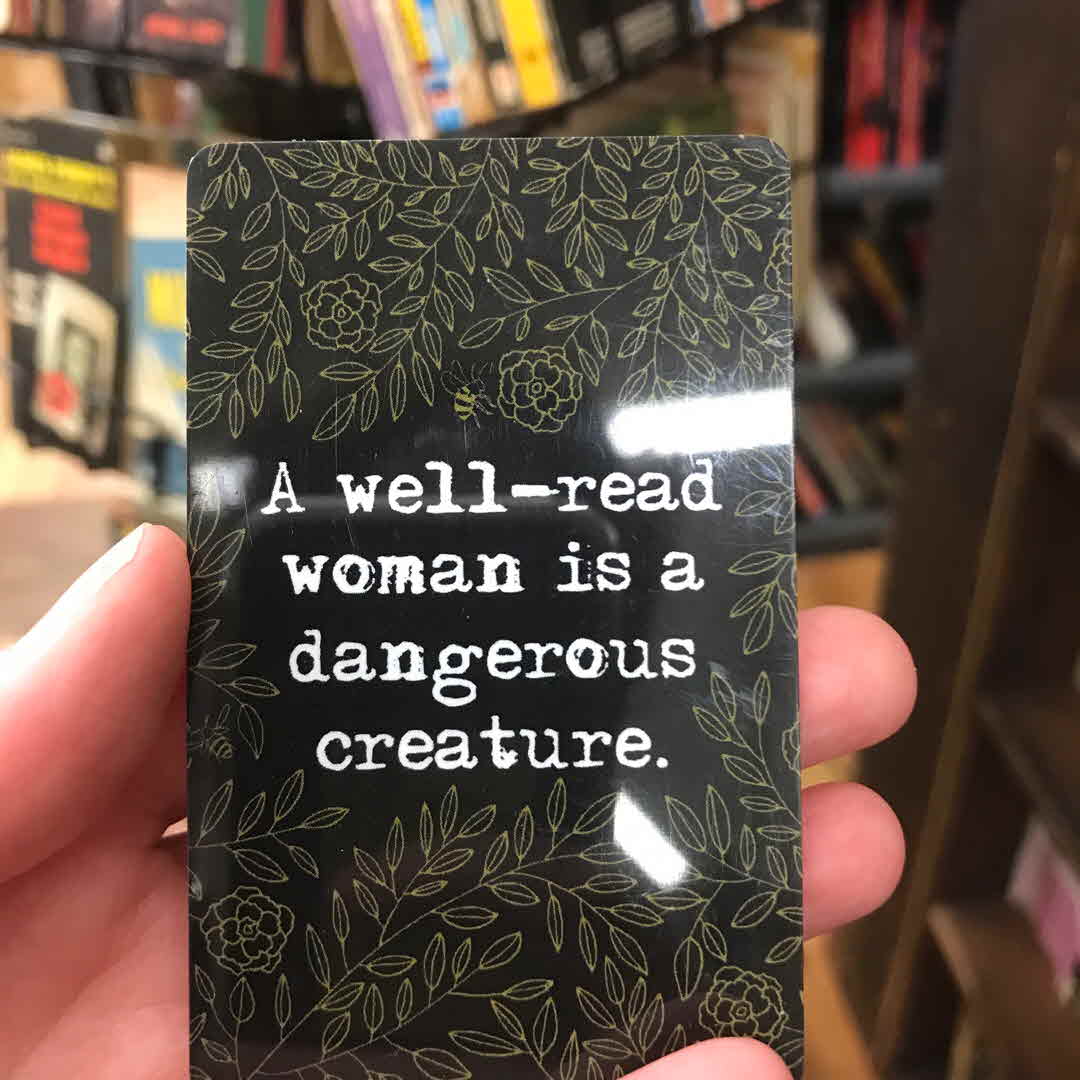 A well-read
woman is a
dangerous
creature.